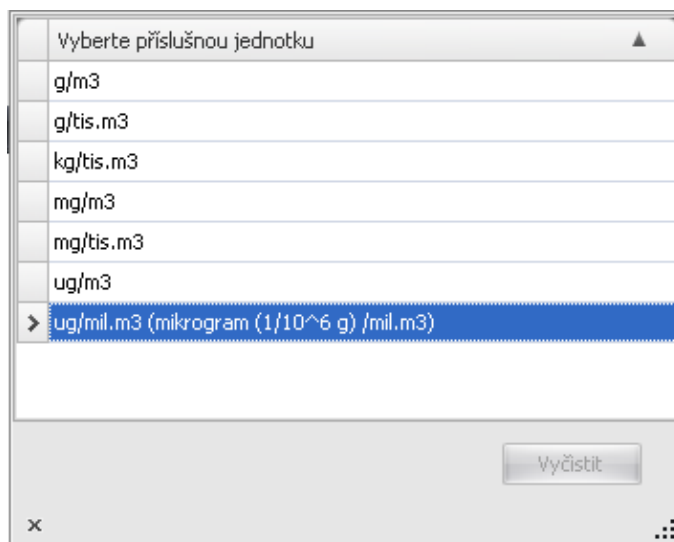 Vyberte příslušnou jednotku
g/m3
g/tis.m3
kg/tis.m3
mg/m3
mg/tis.m3
ug/m3
ug/mil.m3 (mikrogram (1/10^6 g) /mil.m3)
Vyčistit